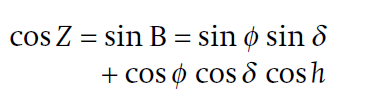 cos Z = sin B = sin ϕ sin δ
+ cos ϕ cos δ cos h